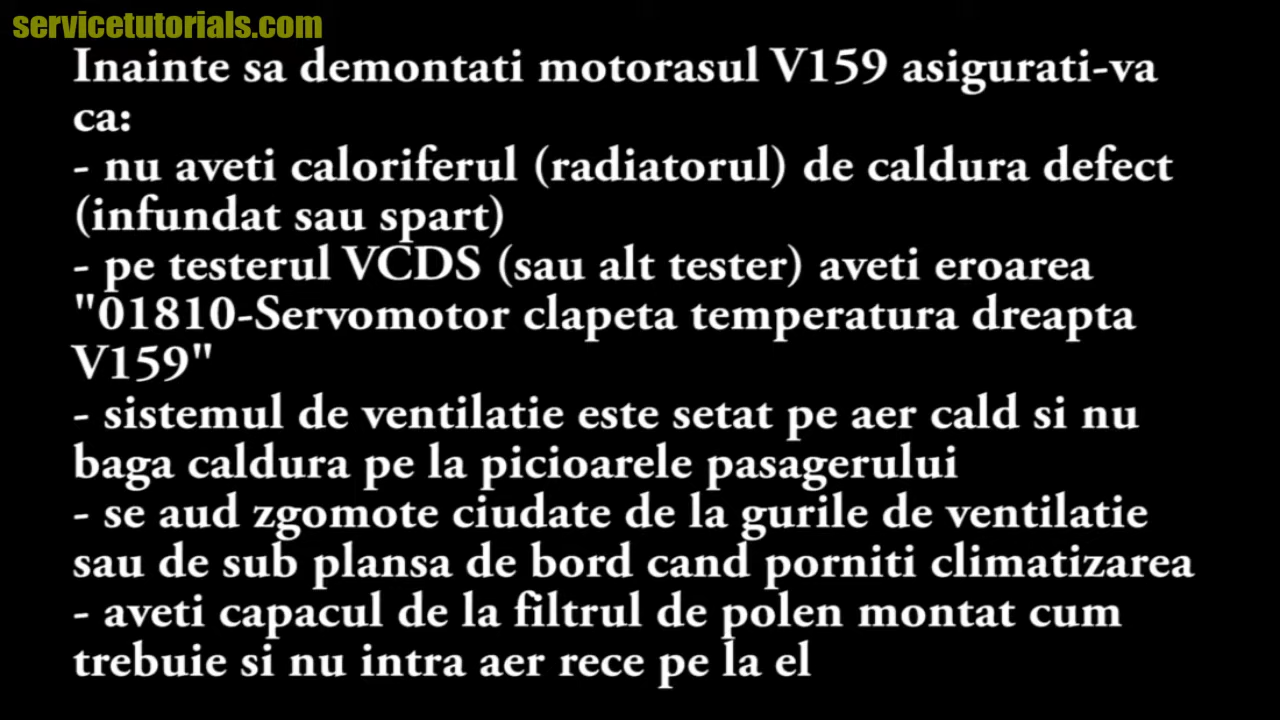 servicetutorials.com
Inainte sa demontati motorasul V159 asigurati-va
ca:
- nu aveti caloriferul (radiatorul) de caldura defect
(infundat sau spart)
- pe testerul VCDS (sau alt tester) aveti eroarea
"01810-Servomotor clapeta temperatura dreapta
V159"
- sistemul de ventilatie este setat pe aer cald si nu
baga caldura pe la picioarele pasagerului
- se aud zgomote ciudate de la gurile de ventilatie
sau de sub plansa de bord cand porniti climatizarea
- aveti capacul de la filtrul de polen montat cum
trebuie si nu intra aer rece pe la el